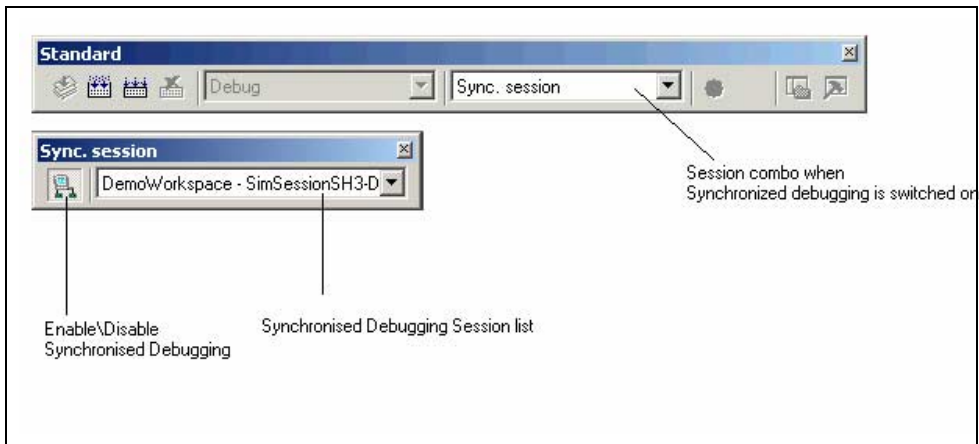 Standard
Debug
Sync. session
Sync. session
DemoWorkspace - SimSessionSH3-D
Session combo when
Synchronized debugging is switched on
Enable\Disable
Synchronised Debugging
Synchronised Debugging Session list